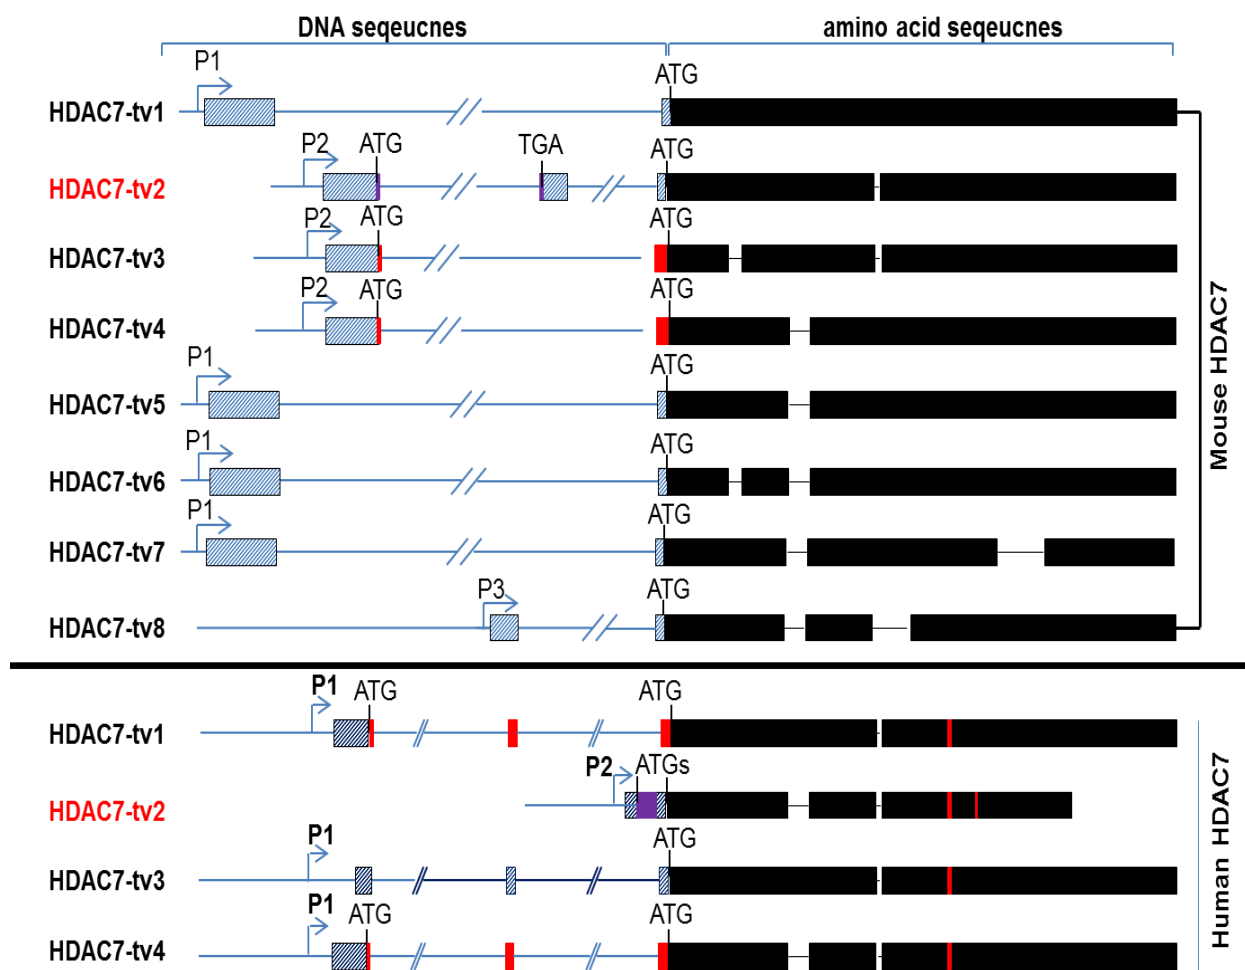 DNA seqeucnes amino acid seqeucnes
P1 ATG
HDAC7-tv1
P2 ATG TGA ATG
HDAC7-tv2
P2 ATG ATG
HDAC7-tv3
P2 ATG ATG
HDAC7-tv4
P1 ATG
HDAC7-tv5
P1 ATG
HDAC7-tv6
P1 ATG
HDAC7-tv7
P3 ATG
HDAC7-tv8
Mouse HDAC7
P1 ATG ATG
HDAC7-tv1
P2 ATGs
HDAC7-tv2
P1 ATG
HDAC7-tv3
P1 ATG ATG
HDAC7-tv4
Human HDAC7